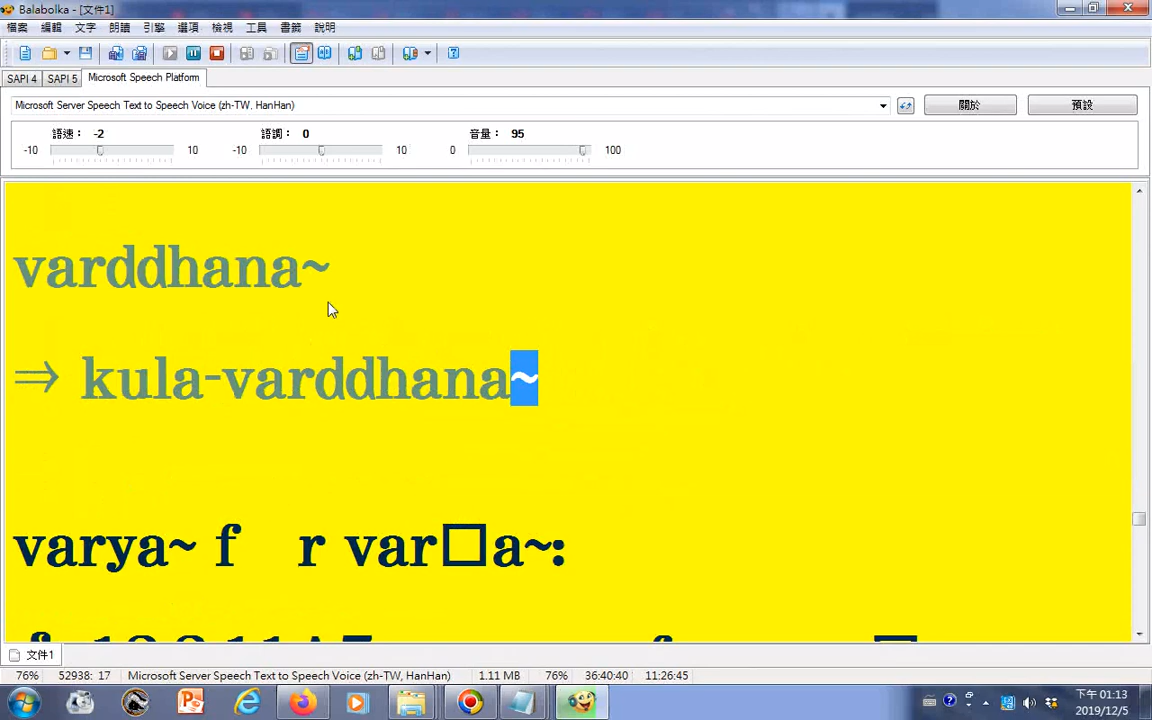 Balabolka - [文件1]
檔案 編輯 文字 朗讀 引擎 選項 檢視 工具 書籤 說明
SAPI 4 SAPI 5 Microsoft Speech Platform
Microsoft Server Speech Text to Speech Voice (zh-TW, HanHan) 關於 預設
語速： -2 語調： 0 音量： 95
-10 10 -10 10 0 100
varddhana~
⇒ kula-varddhana~
varya~ f r var□a~:
文件1
76% 52938: 17 Microsoft Server Speech Text to Speech Voice (zh-TW, HanHan) 1.11 MB 76% 36:40:40 11:26:45
下午 01:13
2019/12/5